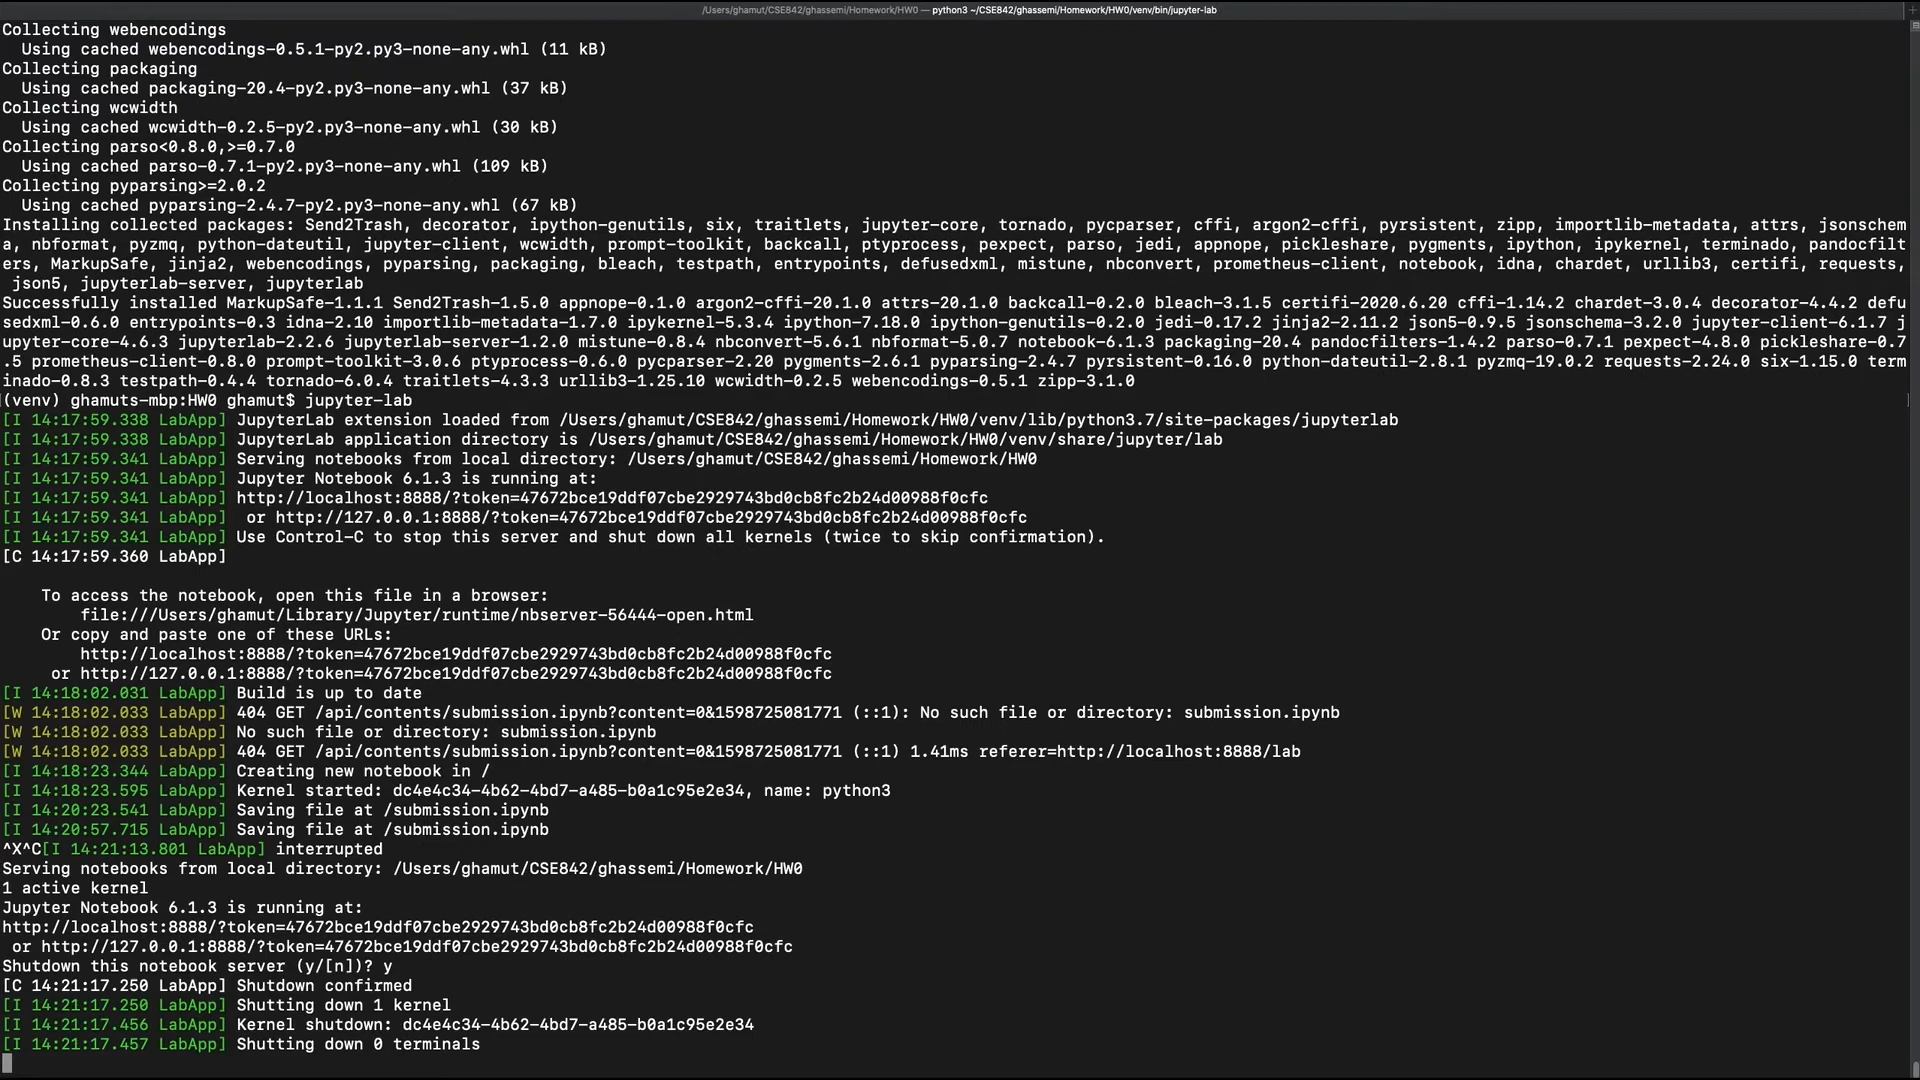 /Users/ghamut/CSE842/ghassemi/Homework/HW0 — python3 ~/CSE842/ghassemi/Homework/HW0/venv/bin/jupyter-lab
Collecting webencodings
  Using cached webencodings-0.5.1-py2.py3-none-any.whl (11 kB)
Collecting packaging
  Using cached packaging-20.4-py2.py3-none-any.whl (37 kB)
Collecting wcwidth
  Using cached wcwidth-0.2.5-py2.py3-none-any.whl (30 kB)
Collecting parso<0.8.0,>=0.7.0
  Using cached parso-0.7.1-py2.py3-none-any.whl (109 kB)
Collecting pyparsing>=2.0.2
  Using cached pyparsing-2.4.7-py2.py3-none-any.whl (67 kB)
Installing collected packages: Send2Trash, decorator, ipython-genutils, six, traitlets, jupyter-core, tornado, pycparser, cffi, argon2-cffi, pyrsistent, zipp, importlib-metadata, attrs, jsonschem
a, nbformat, pyzmq, python-dateutil, jupyter-client, wcwidth, prompt-toolkit, backcall, ptyprocess, pexpect, parso, jedi, appnope, pickleshare, pygments, ipython, ipykernel, terminado, pandocfilt
ers, MarkupSafe, jinja2, webencodings, pyparsing, packaging, bleach, testpath, entrypoints, defusedxml, mistune, nbconvert, prometheus-client, notebook, idna, chardet, urllib3, certifi, requests,
 json5, jupyterlab-server, jupyterlab
Successfully installed MarkupSafe-1.1.1 Send2Trash-1.5.0 appnope-0.1.0 argon2-cffi-20.1.0 attrs-20.1.0 backcall-0.2.0 bleach-3.1.5 certifi-2020.6.20 cffi-1.14.2 chardet-3.0.4 decorator-4.4.2 defu
sedxml-0.6.0 entrypoints-0.3 idna-2.10 importlib-metadata-1.7.0 ipykernel-5.3.4 ipython-7.18.0 ipython-genutils-0.2.0 jedi-0.17.2 jinja2-2.11.2 json5-0.9.5 jsonschema-3.2.0 jupyter-client-6.1.7 j
upyter-core-4.6.3 jupyterlab-2.2.6 jupyterlab-server-1.2.0 mistune-0.8.4 nbconvert-5.6.1 nbformat-5.0.7 notebook-6.1.3 packaging-20.4 pandocfilters-1.4.2 parso-0.7.1 pexpect-4.8.0 pickleshare-0.7
.5 prometheus-client-0.8.0 prompt-toolkit-3.0.6 ptyprocess-0.6.0 pycparser-2.20 pygments-2.6.1 pyparsing-2.4.7 pyrsistent-0.16.0 python-dateutil-2.8.1 pyzmq-19.0.2 requests-2.24.0 six-1.15.0 term
inado-0.8.3 testpath-0.4.4 tornado-6.0.4 traitlets-4.3.3 urllib3-1.25.10 wcwidth-0.2.5 webencodings-0.5.1 zipp-3.1.0
(venv) ghamuts-mbp:HW0 ghamut$ jupyter-lab
[I 14:17:59.338 LabApp] JupyterLab extension loaded from /Users/ghamut/CSE842/ghassemi/Homework/HW0/venv/lib/python3.7/site-packages/jupyterlab
[I 14:17:59.338 LabApp] JupyterLab application directory is /Users/ghamut/CSE842/ghassemi/Homework/HW0/venv/share/jupyter/lab
[I 14:17:59.341 LabApp] Serving notebooks from local directory: /Users/ghamut/CSE842/ghassemi/Homework/HW0
[I 14:17:59.341 LabApp] Jupyter Notebook 6.1.3 is running at:
[I 14:17:59.341 LabApp] http://localhost:8888/?token=47672bce19ddf07cbe2929743bd0cb8fc2b24d00988f0cfc
[I 14:17:59.341 LabApp]  or http://127.0.0.1:8888/?token=47672bce19ddf07cbe2929743bd0cb8fc2b24d00988f0cfc
[I 14:17:59.341 LabApp] Use Control-C to stop this server and shut down all kernels (twice to skip confirmation).
[C 14:17:59.360 LabApp]
    To access the notebook, open this file in a browser:
        file:///Users/ghamut/Library/Jupyter/runtime/nbserver-56444-open.html
    Or copy and paste one of these URLs:
        http://localhost:8888/?token=47672bce19ddf07cbe2929743bd0cb8fc2b24d00988f0cfc
     or http://127.0.0.1:8888/?token=47672bce19ddf07cbe2929743bd0cb8fc2b24d00988f0cfc
[I 14:18:02.031 LabApp] Build is up to date
[W 14:18:02.033 LabApp] 404 GET /api/contents/submission.ipynb?content=0&1598725081771 (::1): No such file or directory: submission.ipynb
[W 14:18:02.033 LabApp] No such file or directory: submission.ipynb
[W 14:18:02.033 LabApp] 404 GET /api/contents/submission.ipynb?content=0&1598725081771 (::1) 1.41ms referer=http://localhost:8888/lab
[I 14:18:23.344 LabApp] Creating new notebook in /
[I 14:18:23.595 LabApp] Kernel started: dc4e4c34-4b62-4bd7-a485-b0a1c95e2e34, name: python3
[I 14:20:23.541 LabApp] Saving file at /submission.ipynb
[I 14:20:57.715 LabApp] Saving file at /submission.ipynb
^X^C[I 14:21:13.801 LabApp] interrupted
Serving notebooks from local directory: /Users/ghamut/CSE842/ghassemi/Homework/HW0
1 active kernel
Jupyter Notebook 6.1.3 is running at:
http://localhost:8888/?token=47672bce19ddf07cbe2929743bd0cb8fc2b24d00988f0cfc
 or http://127.0.0.1:8888/?token=47672bce19ddf07cbe2929743bd0cb8fc2b24d00988f0cfc
Shutdown this notebook server (y/[n])? y
[C 14:21:17.250 LabApp] Shutdown confirmed
[I 14:21:17.250 LabApp] Shutting down 1 kernel
[I 14:21:17.456 LabApp] Kernel shutdown: dc4e4c34-4b62-4bd7-a485-b0a1c95e2e34
[I 14:21:17.457 LabApp] Shutting down 0 terminals